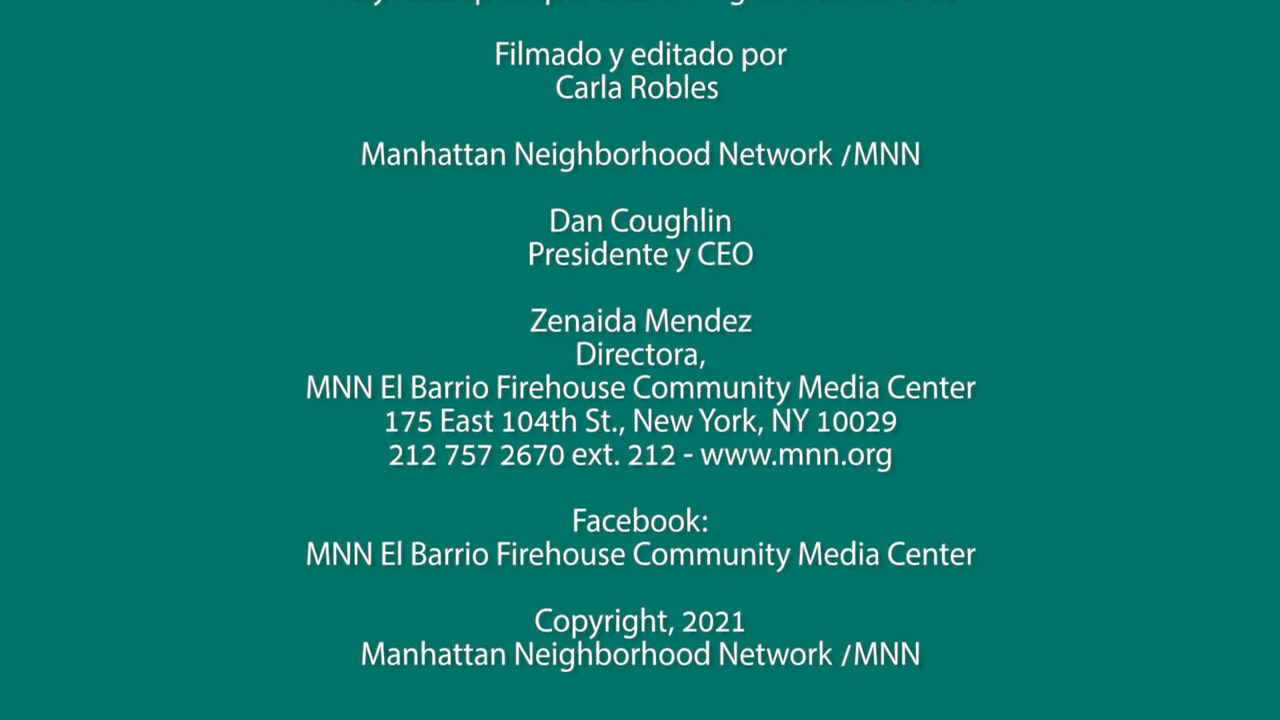 Filmado y editado por
Carla Robles
Manhattan Neighborhood Network /MNN
Dan Coughlin
Presidente y CEO
Zenaida Mendez
Directora,
MNN El Barrio Firehouse Community Media Center
175 East 104th St., New York, NY 10029
212 757 2670 ext. 212 - www.mnn.org
Facebook:
MNN El Barrio Firehouse Community Media Center
Copyright, 2021
Manhattan Neighborhood Network /MNN